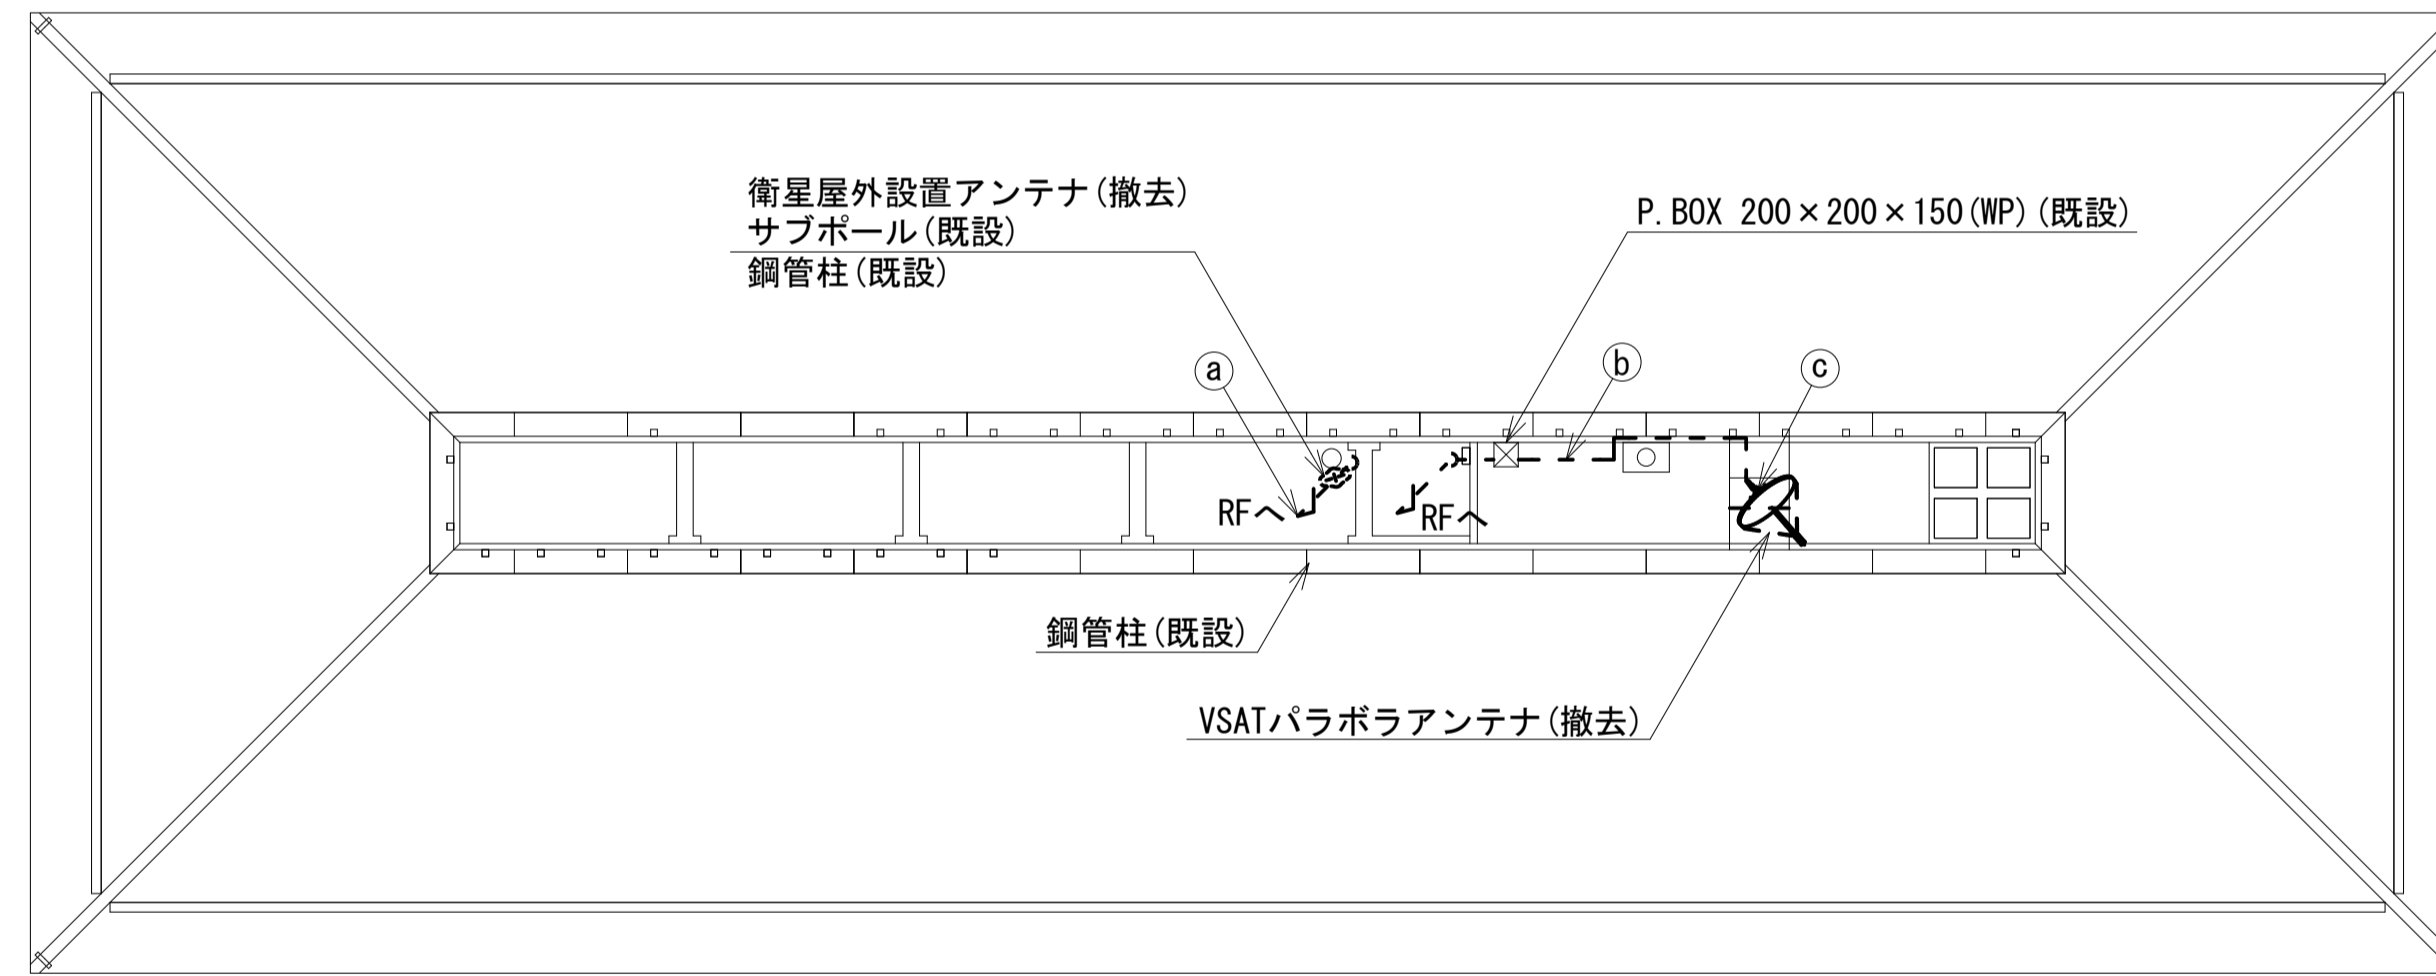 衛星屋外設置アンテナ(撤去)
サブポール(既設)
鋼管柱(既設)
P.BOX 200×200×150(WP)(既設)
a
b
c
RFへ
RFへ
鋼管柱(既設)
VSATパラボラアンテナ(撤去)